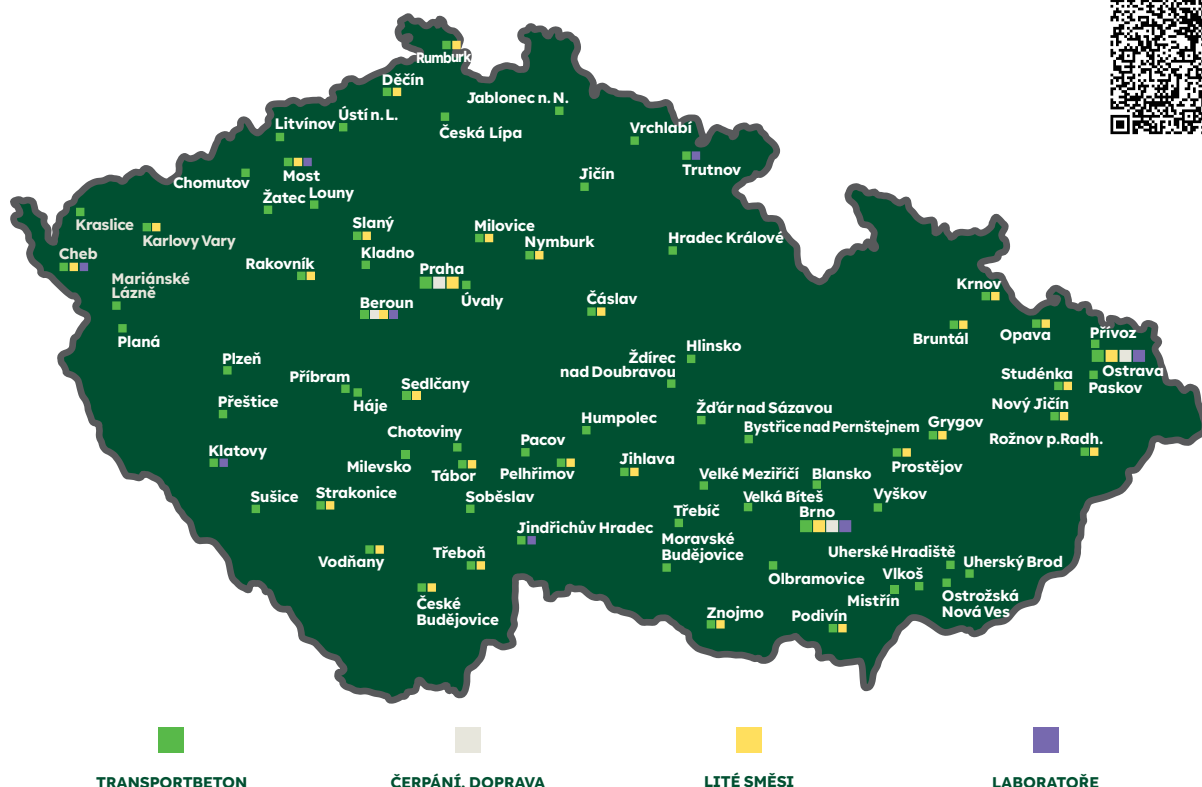 Rumburk
Děčín
Jablonec n. N.
Ústí n. L.
Litvínov
Česká Lípa
Vrchlabí
Trutnov
Most
Chomutov
Jičín
Žatec
Louny
Kraslice
Karlovy Vary
Slaný
Milovice
Nymburk
Hradec Králové
Cheb
Kladno
Rakovník
Praha
Mariánské
Lázně
Úvaly
Beroun
Čáslav
Krnov
Planá
Bruntál
Opava
Přívoz
Hlinsko
Ždírec
nad Doubravou
Plzeň
Ostrava
Studénka
Paskov
Příbram
Háje
Sedlčany
Přeštice
Nový Jičín
Žďár nad Sázavou
Humpolec
Bystřice nad Pernštejnem
Grygov
Chotoviny
Rožnov p.Radh.
Pacov
Klatovy
Milevsko
Tábor
Pelhřimov
Jihlava
Prostějov
Velké Meziříčí
Blansko
Sušice
Strakonice
Soběslav
Velká Bíteš
Vyškov
Třebíč
Brno
Jindřichův Hradec
Moravské
Budějovice
Vodňany
Třeboň
Uherské Hradiště
Uherský Brod
Olbramovice
Vlkoš
Mistřín
Ostrožská
Nová Ves
České
Budějovice
Znojmo
Podivín
TRANSPORTBETON
ČERPÁNÍ, DOPRAVA
LITÉ SMĚSI
LABORATOŘE